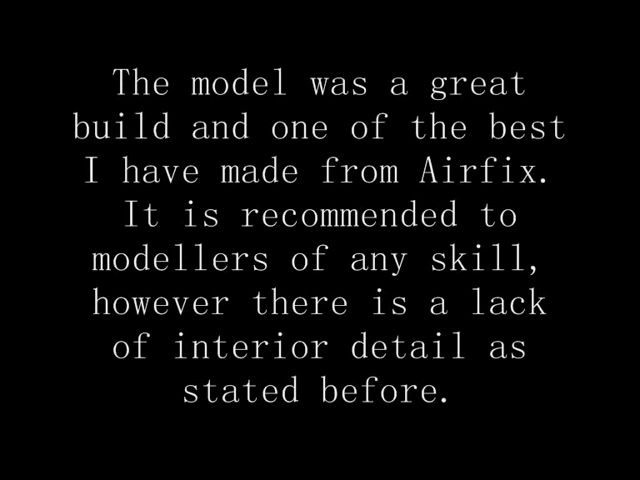 The model was a great
build and one of the best
I have made from Airfix.
It is recommended to
modellers of any skill,
however there is a lack
of interior detail as
stated before.